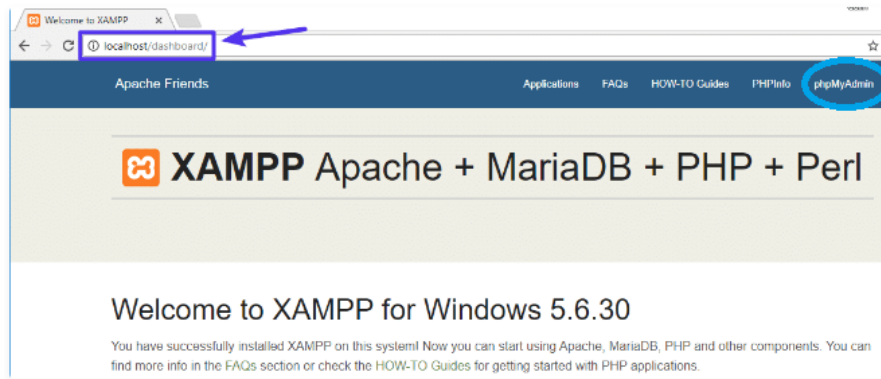 Welcome to XAMPP
localhost/dashboard/
Apache Friends
Applications FAQs HOW-TO Guides PHPInfo phpMyAdmin
XAMPP Apache + MariaDB + PHP + Perl
Welcome to XAMPP for Windows 5.6.30
You have successfully installed XAMPP on this system! Now you can start using Apache, MariaDB, PHP and other components. You can
find more info in the FAQs section or check the HOW-TO Guides for getting started with PHP applications.